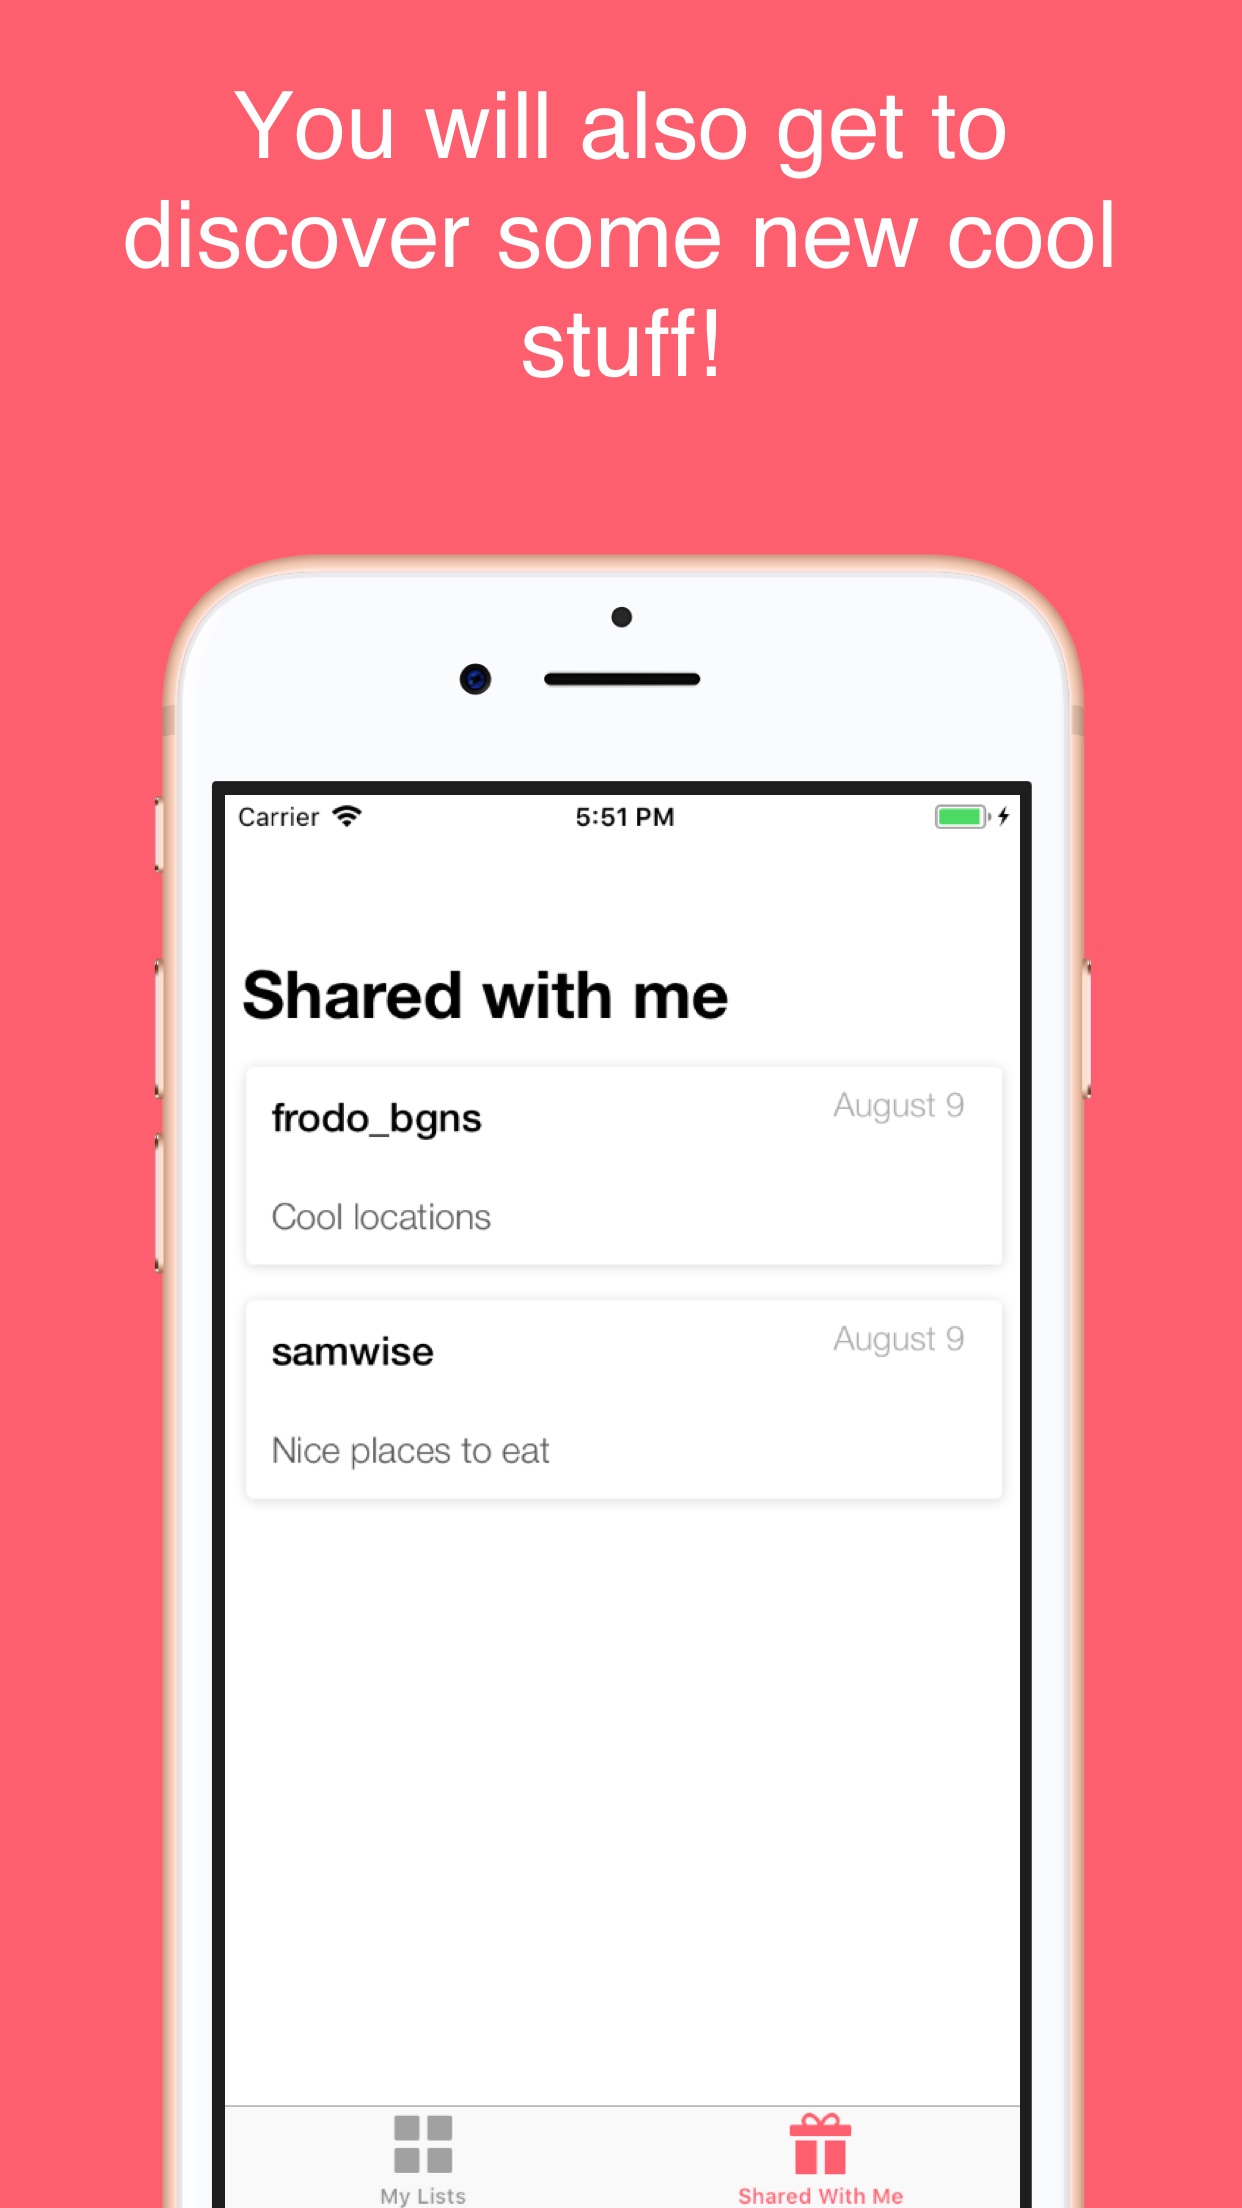 You will also get to
discover some new cool
stuff!
Carrier 5:51 PM
Shared with me
frodo_bgns August 9
Cool locations
samwise August 9
Nice places to eat
My Lists Shared With Me